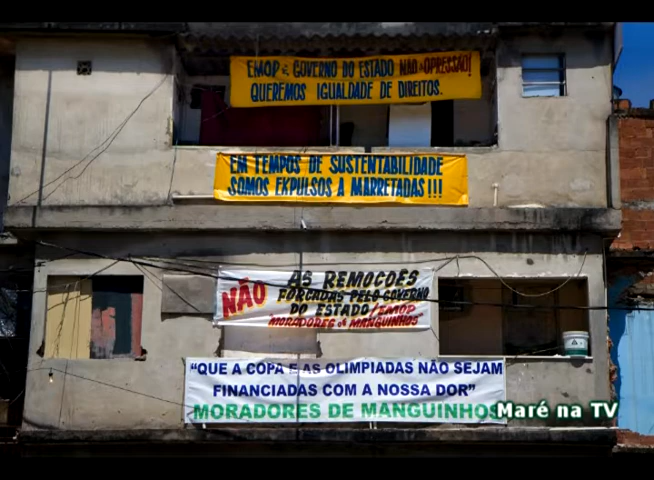 EMOP e GOVERNO DO ESTADO NÃO A OPRESSÃO!
QUEREMOS IGUALDADE DE DIREITOS.
EM TEMPOS DE SUSTENTABILIDADE
SOMOS EXPULSOS A MARRETADAS!!!
NÃO AS REMOÇÕES
FORÇADAS PELO GOVERNO
DO ESTADO/EMOP
MORADORES de MANGUINHOS
"QUE A COPA E AS OLIMPIADAS NÃO SEJAM
FINANCIADAS COM A NOSSA DOR"
MORADORES DE MANGUINHOS
Maré na TV